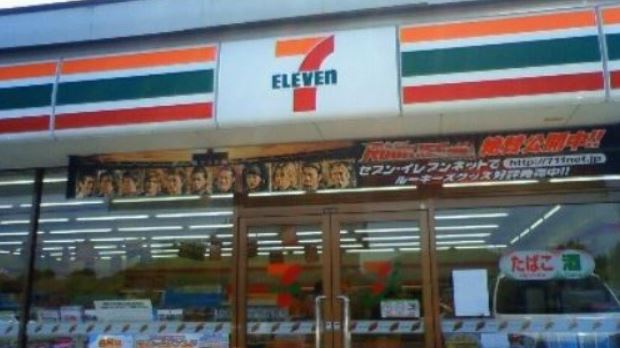 7
ELEVEn
絶賛公開中!!
セブン-イレブンネットで http://711net.jp
ルーキーズグッズ好評発売中!!
たばこ 酒